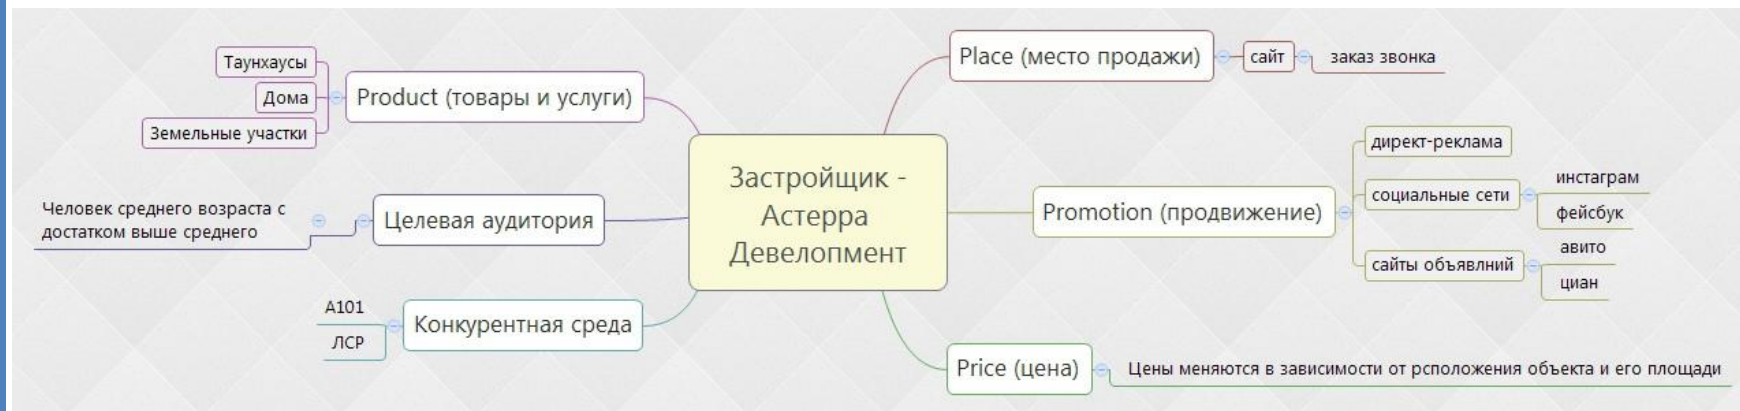 Застройщик -
Астерра
Девелопмент
Product (товары и услуги)
Таунхаусы
Дома
Земельные участки
Целевая аудитория
Человек среднего возраста с
достатком выше среднего
Конкурентная среда
А101
ЛСР
Place (место продажи)
сайт
заказ звонка
Promotion (продвижение)
директ-реклама
социальные сети
инстаграм
фейсбук
сайты объявлний
авито
циан
Price (цена)
Цены меняются в зависимости от рсположения объекта и его площади